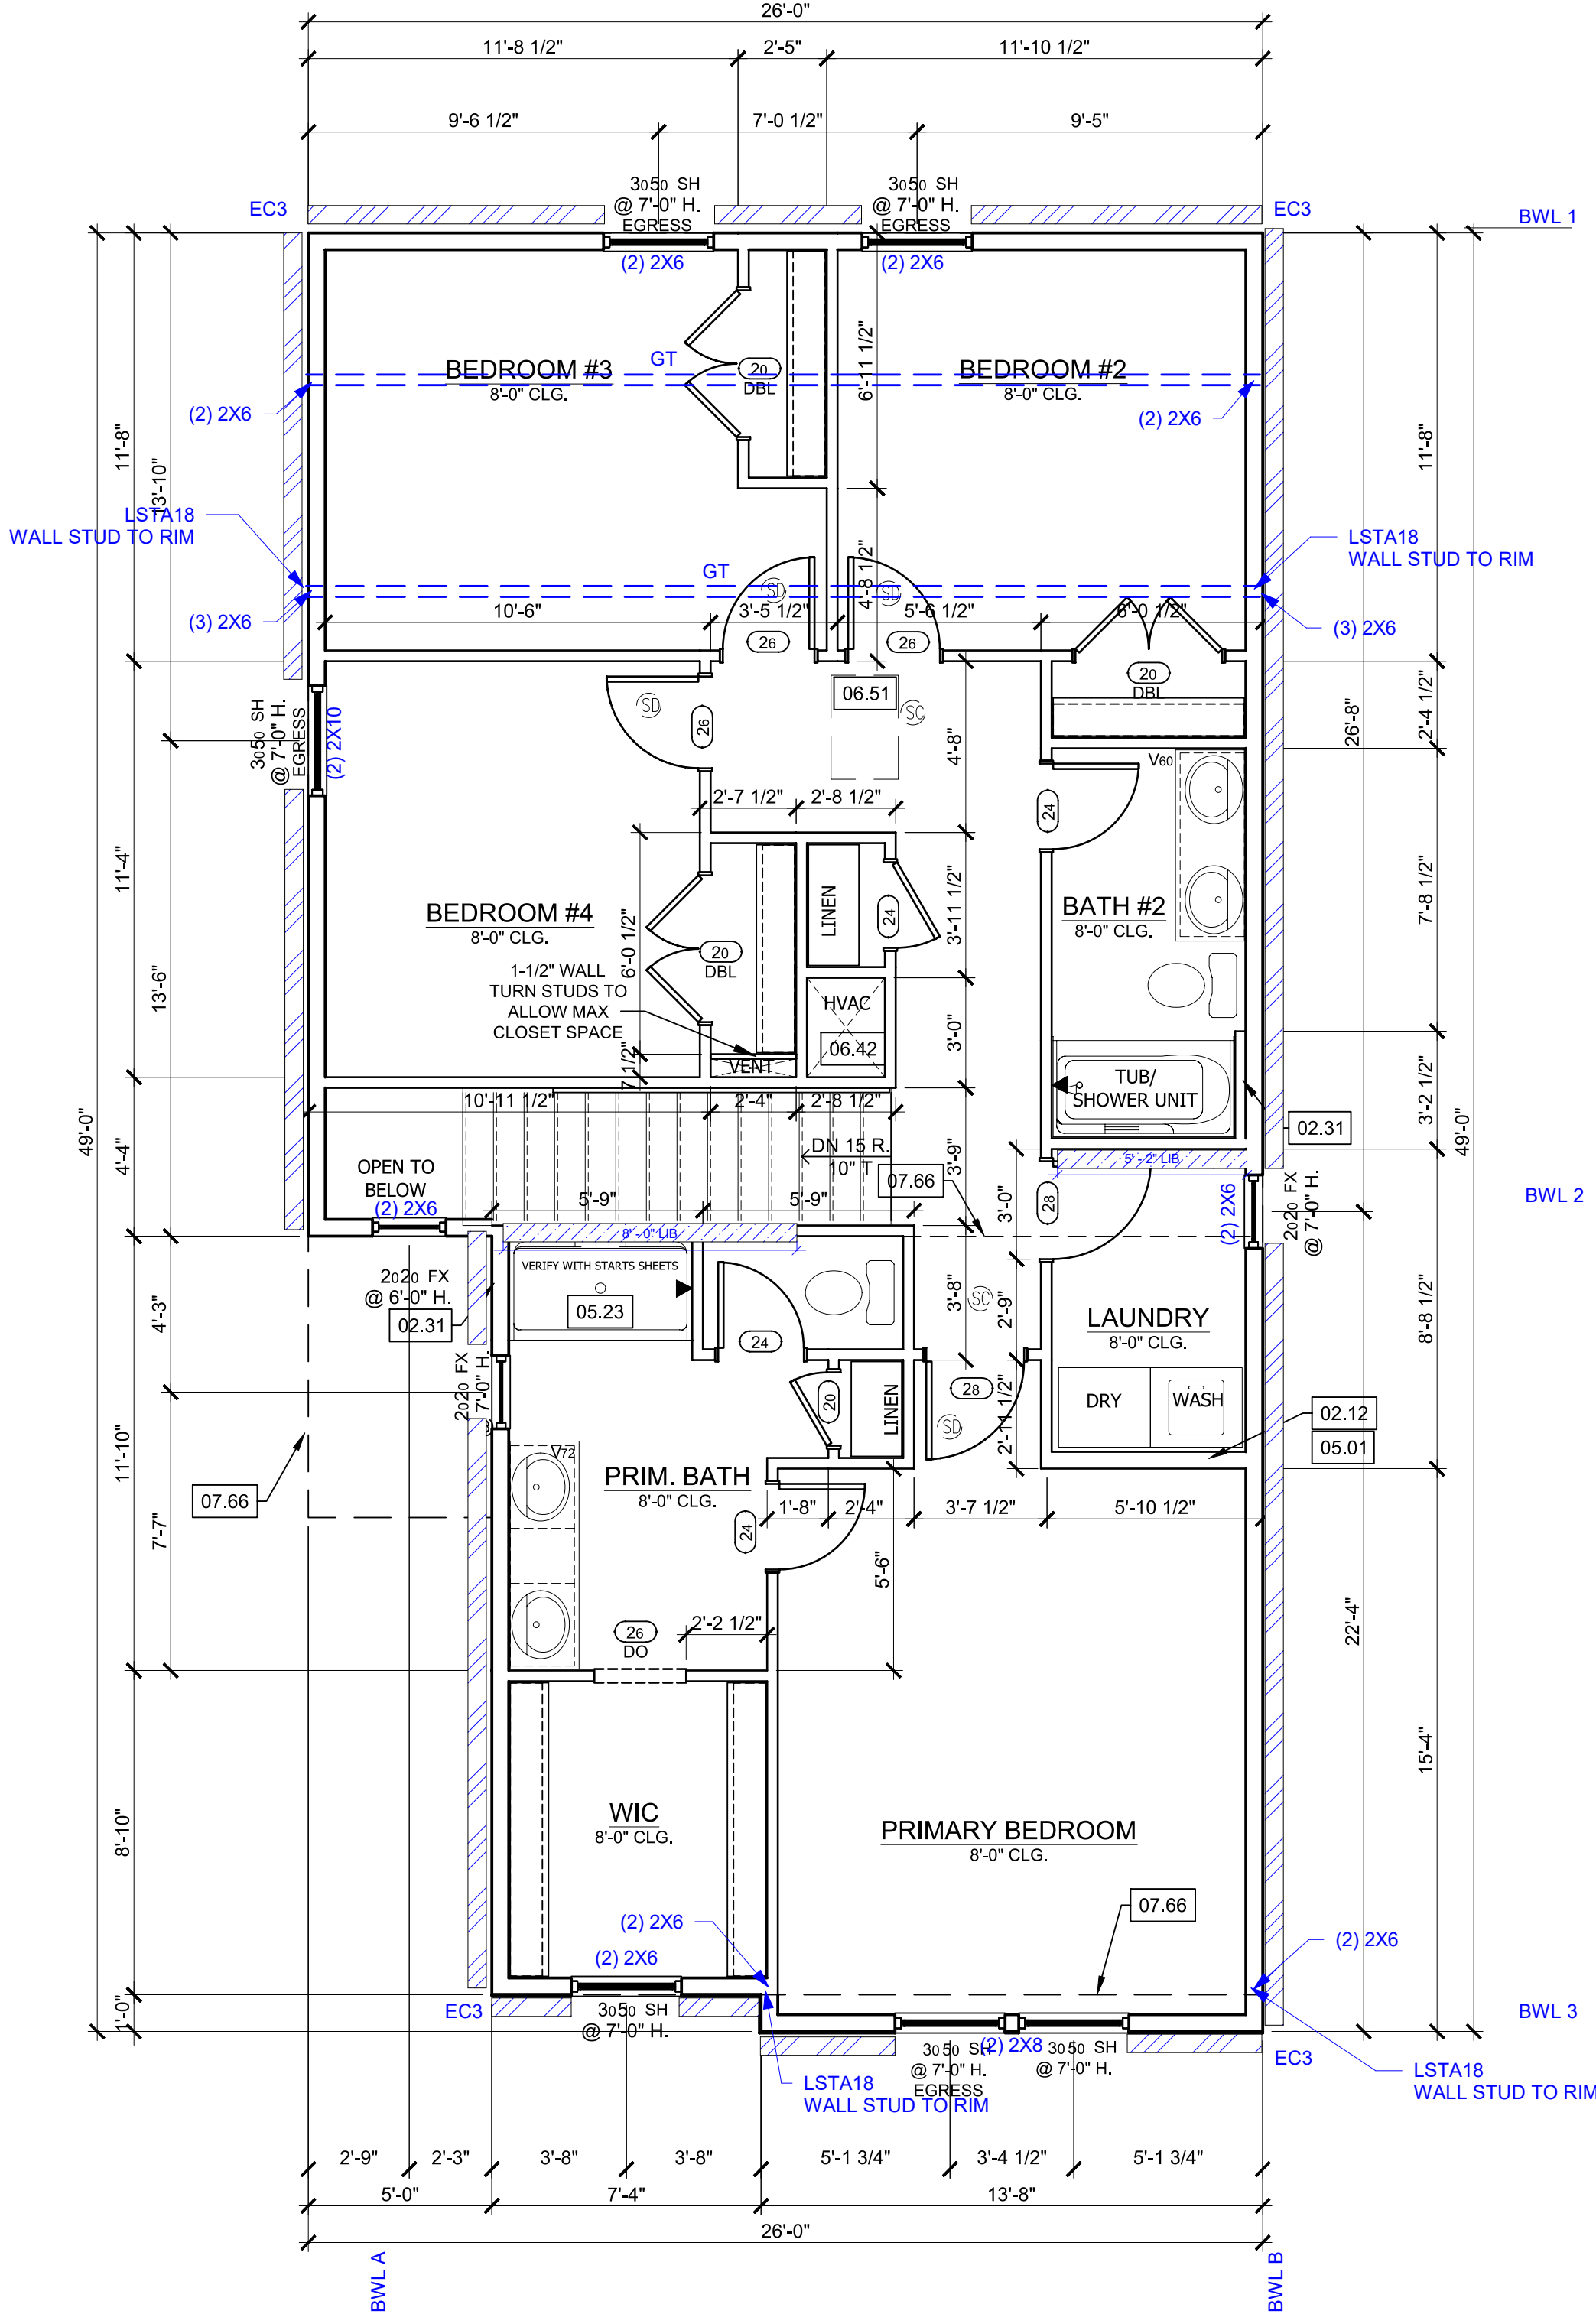 26'-0"
11'-8 1/2"
2'-5"
11'-10 1/2"
9'-6 1/2"
7'-0 1/2"
9'-5"
3050 SH
@ 7'-0" H.
EGRESS
3050 SH
@ 7'-0" H.
EGRESS
EC3
EC3
BWL 1
(2) 2X6
(2) 2X6
BEDROOM #3
8'-0" CLG.
GT
20
DBL
6'-11 1/2"
BEDROOM #2
8'-0" CLG.
(2) 2X6
(2) 2X6
11'-8"
13'-10"
11'-8"
LSTA18
WALL STUD TO RIM
LSTA18
WALL STUD TO RIM
GT
SD
SD
4'-8 1/2"
(3) 2X6
(3) 2X6
10'-6"
3'-5 1/2"
5'-6 1/2"
6'-0 1/2"
26
26
20
DBL
2'-4 1/2"
26'-8"
SD
26
06.51
SC
3050 SH
@ 7'-0" H.
EGRESS
(2) 2X10
4'-8"
V60
24
2'-7 1/2"
2'-8 1/2"
11'-4"
BEDROOM #4
8'-0" CLG.
LINEN
24
3'-11 1/2"
BATH #2
8'-0" CLG.
7'-8 1/2"
6'-0 1/2"
20
DBL
1-1/2" WALL
TURN STUDS TO
ALLOW MAX
CLOSET SPACE
13'-6"
HVAC
06.42
3'-0"
VENT
7 1/2"
TUB/
SHOWER UNIT
3'-2 1/2"
02.31
49'-0"
49'-0"
10'-11 1/2"
2'-4"
2'-8 1/2"
4'-4"
DN 15 R.
10" T
3'-9"
07.66
OPEN TO
BELOW
(2) 2X6
5'-9"
5'-9"
5' - 2" LIB
3'-0"
28
(2) 2X6
2020 FX
@ 7'-0" H.
BWL 2
8' - 0" LIB
VERIFY WITH STARTS SHEETS
05.23
2020 FX
@ 6'-0" H.
02.31
4'-3"
3'-8"
SC
2'-9"
LAUNDRY
8'-0" CLG.
8'-8 1/2"
24
2020 FX
@ 7'-0" H.
20
LINEN
28
SD
2'-11 1/2"
DRY
WASH
02.12
05.01
11'-10"
V72
PRIM. BATH
8'-0" CLG.
07.66
7'-7"
24
1'-8"
2'-4"
3'-7 1/2"
5'-10 1/2"
5'-6"
26
DO
2'-2 1/2"
22'-4"
15'-4"
8'-10"
WIC
8'-0" CLG.
PRIMARY BEDROOM
8'-0" CLG.
07.66
(2) 2X6
(2) 2X6
(2) 2X6
1'-0"
EC3
3050 SH
@ 7'-0" H.
BWL 3
3050 SH
@ 7'-0" H.
EGRESS
(2) 2X8
3050 SH
@ 7'-0" H.
EC3
LSTA18
WALL STUD TO RIM
LSTA18
WALL STUD TO RIM
2'-9"
2'-3"
3'-8"
3'-8"
5'-1 3/4"
3'-4 1/2"
5'-1 3/4"
5'-0"
7'-4"
13'-8"
26'-0"
BWL A
BWL B